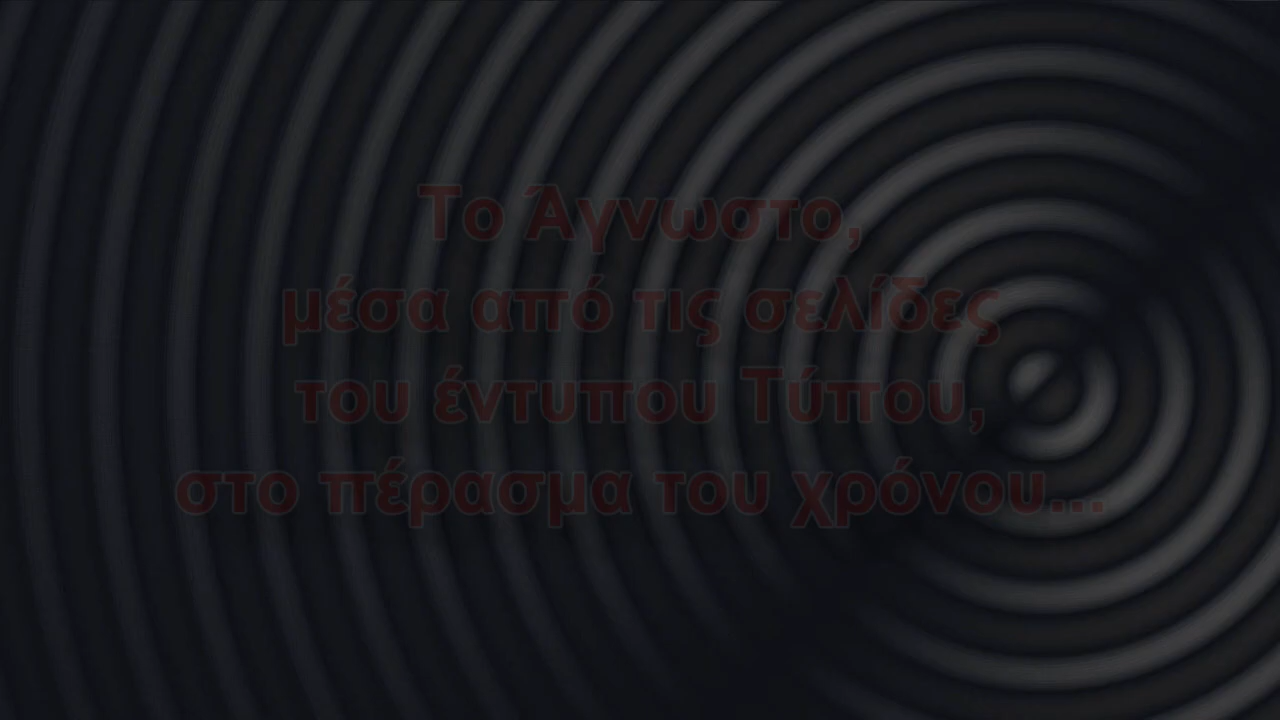 Το Άγνωστο,
μέσα από τις σελίδες
του έντυπου Τύπου,
στο πέρασμα του χρόνου...